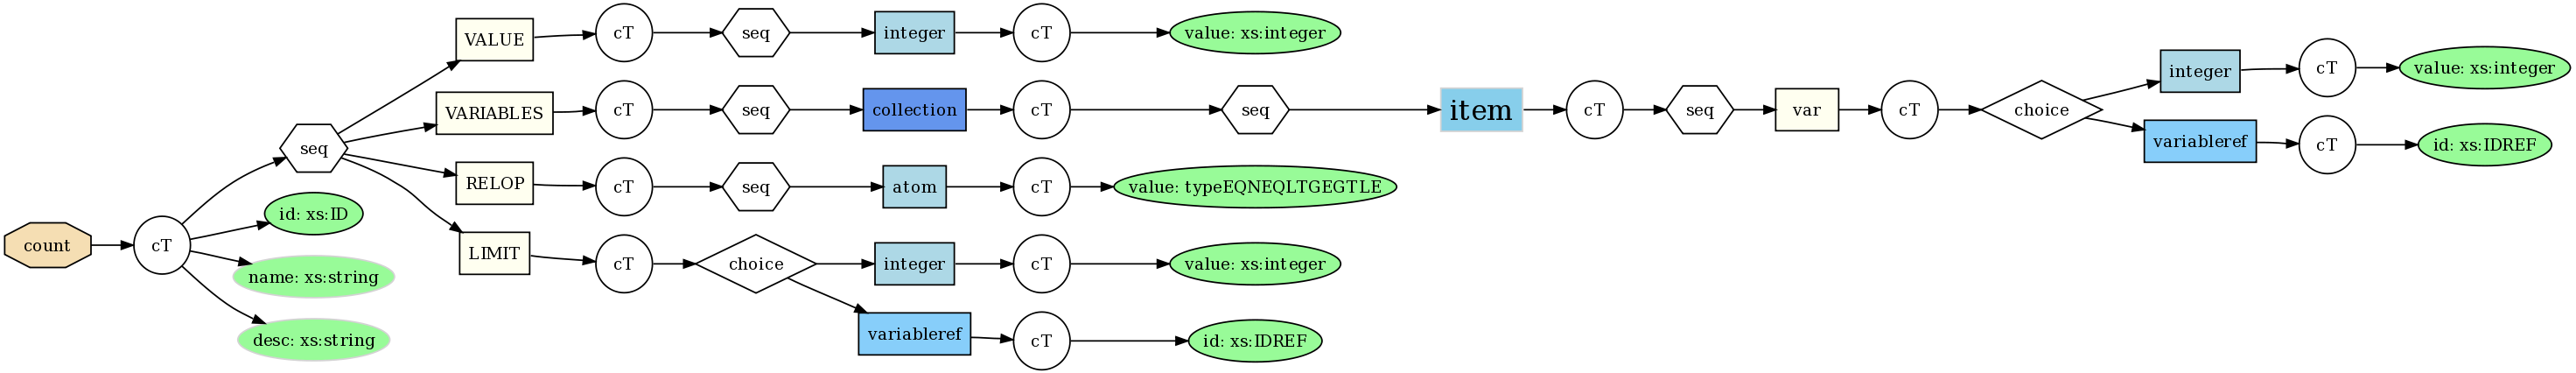 count
cT
seq
id: xs:ID
name: xs:string
desc: xs:string
VALUE
cT
seq
integer
cT
value: xs:integer
VARIABLES
cT
seq
collection
cT
seq
item
cT
seq
var
cT
choice
integer
cT
value: xs:integer
variableref
cT
id: xs:IDREF
RELOP
cT
seq
atom
cT
value: typeEQNEQLTGEGTLE
LIMIT
cT
choice
integer
cT
value: xs:integer
variableref
cT
id: xs:IDREF